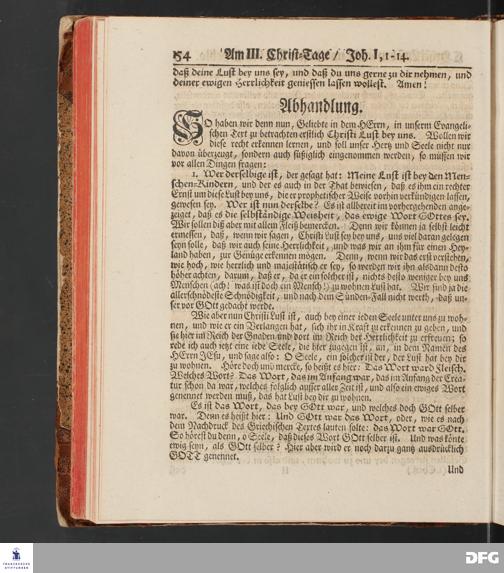 154 Am III. Christ-Tage / Joh. I, 1-14.
daß deine Lust bey uns sey, und daß du uns gerne zu dir nehmen, und
deiner ewigen Herrlichkeit geniessen lassen wollest. Amen!
Abhandlung.
SO haben wir denn nun, Geliebte in dem HErrn, in unserm Evangeli-
schen Text zu betrachten erstlich Christi Lust bey uns. Wollen wir
diese recht erkennen lernen, und soll unser Hertz und Seele nicht nur
davon überzeugt, sondern auch süßiglich eingenommen werden, so müssen wir
vor allen Dingen fragen:
1. Wer derselbige ist, der gesagt hat: Meine Lust ist bey den Men-
schen-Kindern, und der es auch in der That bewiesen, daß es ihm ein rechter
Ernst um diese Lust bey uns, die er prophetischer Weise vorhin verkündigen lassen,
gewesen sey. Wer ist nun derselbe? Es ist allbereit im vorhergehenden ange-
zeiget, daß es die selbständige Weisheit, das ewige Wort GOttes sey.
Wir sollen diß aber mit allem Fleiß bemercken. Denn wir können ja selbst leicht
ermessen, daß, wenn wir sagen, Christi Lust sey bey uns, uns viel daran gelegen
seyn solle, daß wir auch seine Herrlichkeit, und was wir an ihm für einen Hey-
land haben, zur Genüge erkennen mögen. Denn, wenn wir das erst verstehen,
wie hoch, wie herrlich und majestätisch er sey, so werden wir ihn alsdann desto
höher achten, darum, daß er, da er ein solcher ist, nichts desto weniger bey uns
Menschen (ach! was ist doch ein Mensch!) zu wohnen Lust hat. Wir sind ja die
allerschnödeste Schnödigkeit, und nach dem Sünden-Fall nicht werth, daß un-
ser vor GOtt gedacht werde.
Wie aber nun Christi Lust ist, auch bey einer jeden Seele unter uns zu woh-
nen, und wie er ein Verlangen hat, sich ihr in Kraft zu erkennen zu geben, und
sie hier im Reich der Gnaden und dort im Reich der Herrlichkeit zu erfreuen; so
rede ich auch jetzt eine jede Seele, die hier zugegen ist, an, in dem Namen des
HErrn JEsu, und sage also: O Seele, ein solcher ist der, der Lust hat bey dir
zu wohnen. Höre doch und mercke, so heißt es hier: Das Wort ward Fleisch.
Welches Wort? Das Wort, das im Anfang war, das im Anfang der Crea-
tur schon da war, welches folglich ausser aller Zeit ist, und also ein ewiges Wort
genennet werden muß, das hat Lust bey dir zu wohnen.
Es ist das Wort, das bey GOtt war, und welches doch GOtt selber
war. Denn es heißt hier: Und GOtt war das Wort, oder, wie es nach
dem Nachdruck des Griechischen Textes lauten solte: das Wort war GOtt.
So hörest du denn, o Seele, daß dieses Wort GOtt selber ist. Und was könte
ewig seyn, als GOtt selber? Hier aber wird er noch darzu gantz ausdrücklich
GOTT genennet.
Und
FRANCKESCHE
STIFTUNGEN
DFG